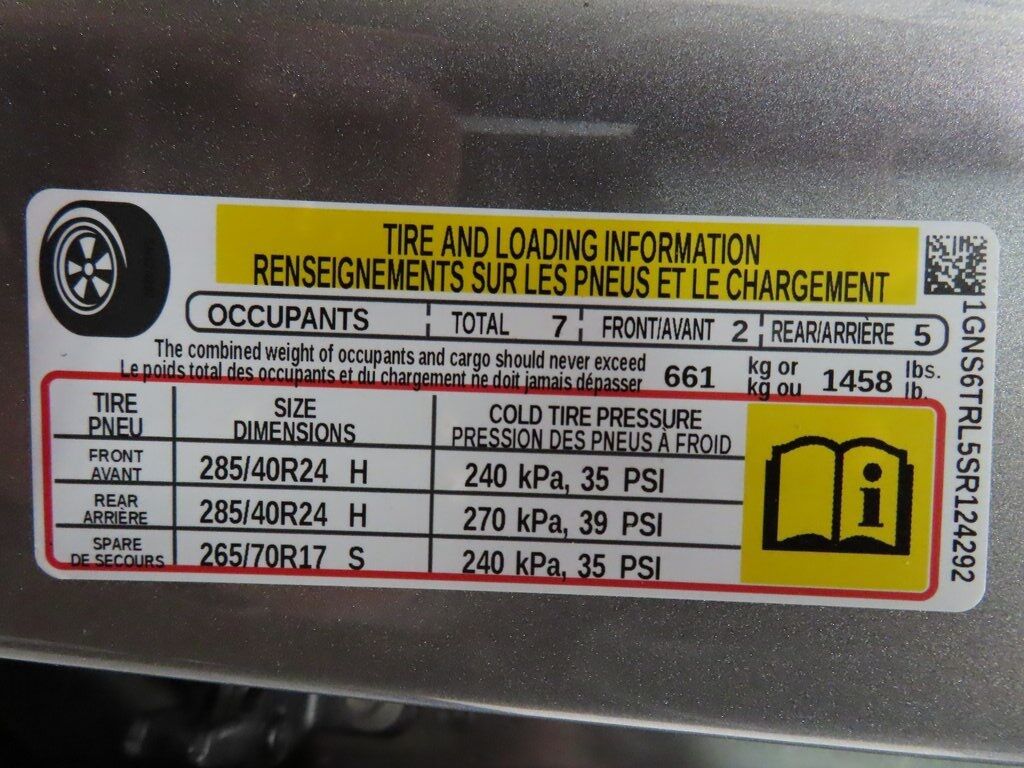 TIRE AND LOADING INFORMATION
RENSEIGNEMENTS SUR LES PNEUS ET LE CHARGEMENT
OCCUPANTS TOTAL 7 FRONT/AVANT 2 REAR/ARRIÈRE 5
The combined weight of occupants and cargo should never exceed 661 kg or 1458 lbs.
Le poids total des occupants et du chargement ne doit jamais dépasser kg ou lb.
TIRE SIZE COLD TIRE PRESSURE
PNEU DIMENSIONS PRESSION DES PNEUS À FROID
FRONT
AVANT 285/40R24 H 240 kPa, 35 PSI
REAR
ARRIÈRE 285/40R24 H 270 kPa, 39 PSI
SPARE
DE SECOURS 265/70R17 S 240 kPa, 35 PSI
1GNS6TRL5SR124292